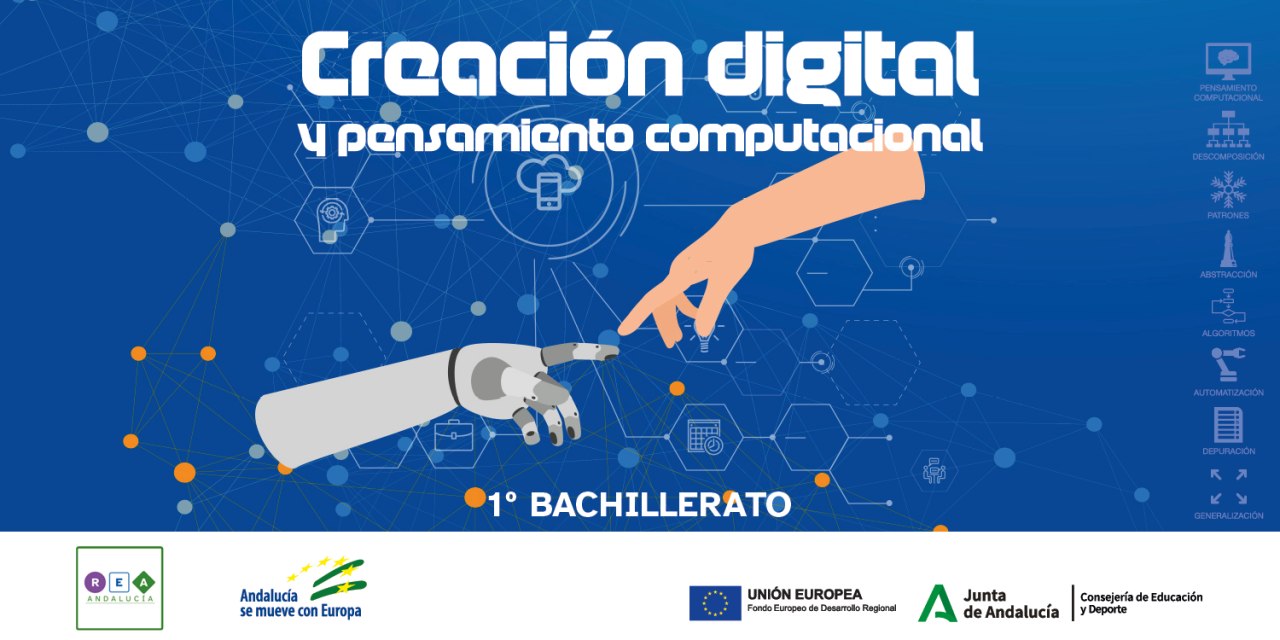 Creación digital
y pensamiento computacional
PENSAMIENTO
COMPUTACIONAL
DESCOMPOSICIÓN
PATRONES
ABSTRACCIÓN
ALGORITMOS
AUTOMATIZACIÓN
DEPURACIÓN
GENERALIZACIÓN
1º BACHILLERATO
R E A
ANDALUCÍA
Andalucía
se mueve con Europa
UNIÓN EUROPEA
Fondo Europeo de Desarrollo Regional
Junta
de Andalucía
Consejería de Educación
y Deporte